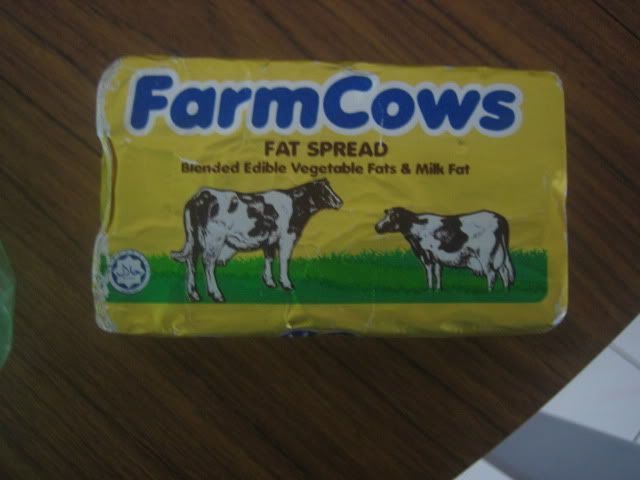 FarmCows
FAT SPREAD
Blended Edible Vegetable Fats & Milk Fat